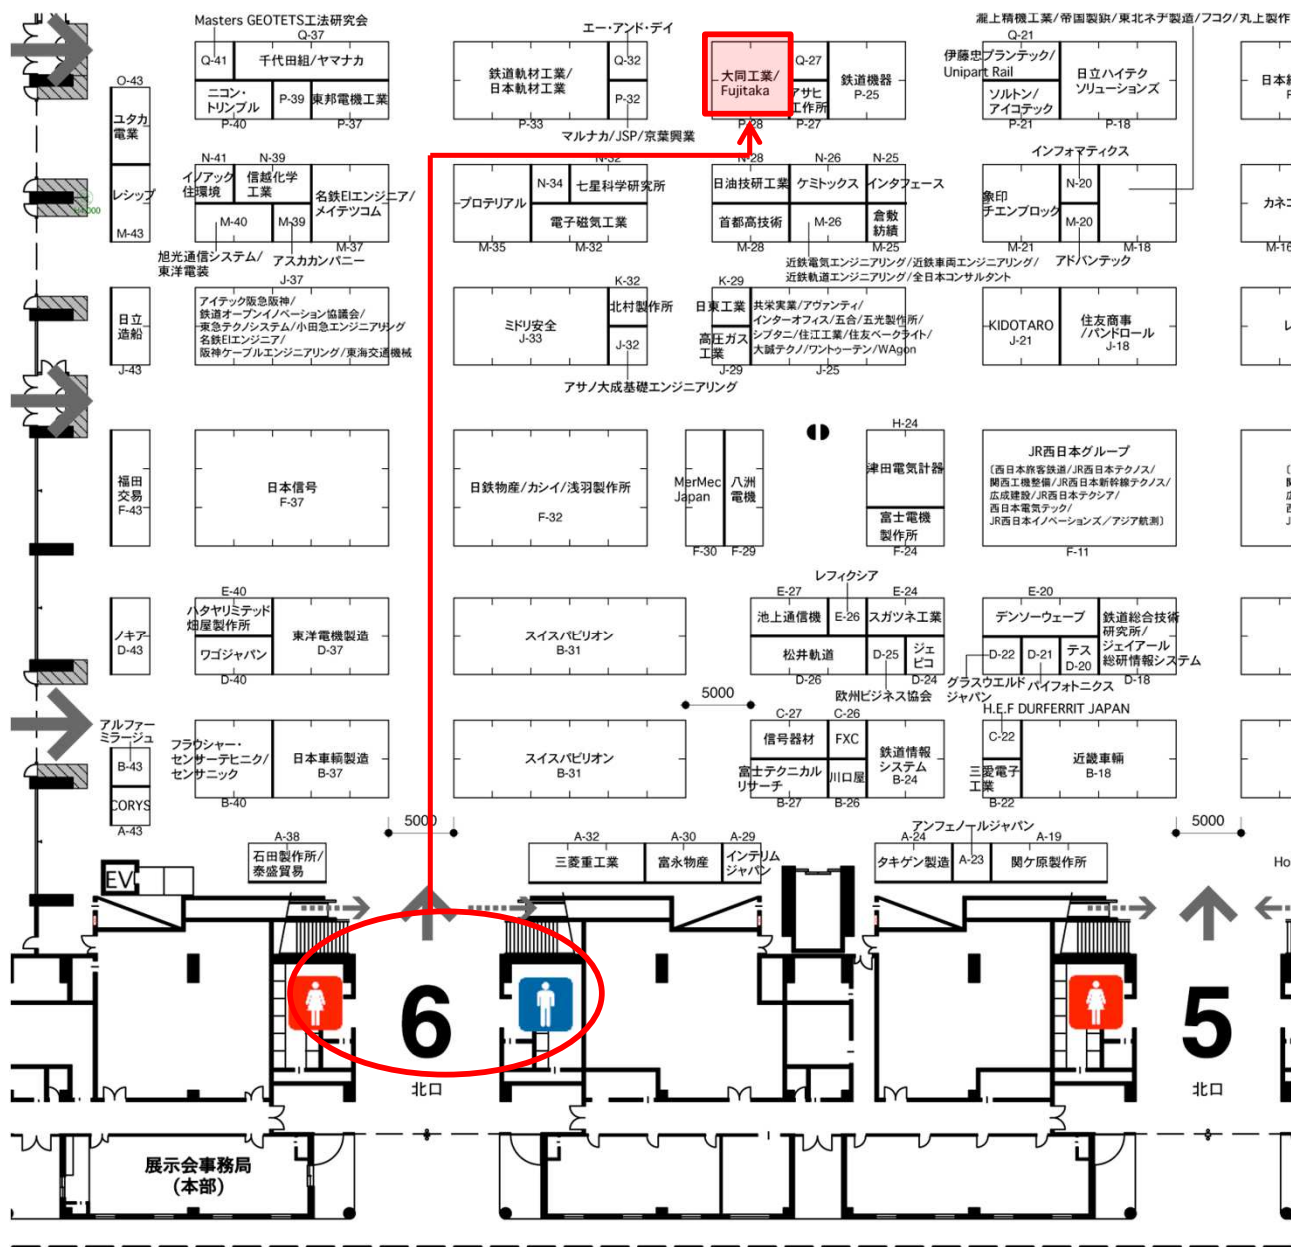 Masters GEOTETS工法研究会
Q-37
Q-41
千代田組/ヤマナカ
ニコン・
トリンブル
P-39
東邦電機工業
P-40
P-37
エー・アンド・デイ
鉄道軌材工業/
日本軌材工業
Q-32
P-32
P-33
マルナカ/JSP/京葉興業
大同工業/
Fujitaka
Q-27
アサヒ
工作所
鉄道機器
P-25
P-28
P-27
瀧上精機工業/帝国製鋲/東北ネヂ製造/フコク/丸上製作
Q-21
伊藤忠プランテック/
Unipart Rail
ソルトン/
アイコテック
日立ハイテク
ソリューションズ
P-21
P-18
日本
O-43
ユタカ
電業
レシップ
M-43
N-41
N-39
イノアック
住環境
信越化学
工業
名鉄EIエンジニア/
メイテツコム
M-40
M-39
M-37
旭光通信システム/
東洋電装
アスカカンパニー
N-32
プロテリアル
N-34
七星科学研究所
電子磁気工業
M-35
M-32
N-28
N-26
N-25
日油技研工業
ケミトックス
インタフェース
首都高技術
M-26
倉敷
紡績
M-28
M-25
近鉄電気エンジニアリング/近鉄車両エンジニアリング/
近鉄軌道エンジニアリング/全日本コンサルタント
インフォマティクス
象印
チエンブロック
N-20
M-20
M-21
M-18
アドバンテック
カネコ
M-16
日立
造船
J-43
J-37
アイテック阪急阪神/
鉄道オープンイノベーション協議会/
東急テクノシステム/小田急エンジニアリング
名鉄EIエンジニア/
阪神ケーブルエンジニアリング/東海交通機械
K-32
ミドリ安全
J-33
北村製作所
J-32
アサノ大成基礎エンジニアリング
K-29
日東工業
高圧ガス
工業
J-29
共栄実業/アヴァンティ/
インターオフィス/五合/五光製作所/
シブタニ/住江工業/住友ベークライト/
大誠テクノ/ワントゥーテン/WAgon
J-25
KIDOTARO
J-21
住友商事
/パンドロール
J-18
レ
福田
交易
F-43
日本信号
F-37
日鉄物産/カシイ/浅羽製作所
F-32
MerMec
Japan
八洲
電機
F-30
F-29
H-24
津田電気計器
富士電機
製作所
F-24
JR西日本グループ
〔西日本旅客鉄道/JR西日本テクノス/
関西工機整備/JR西日本新幹線テクノス/
広成建設/JR西日本テクシア/
西日本電気テック/
JR西日本イノベーションズ/アジア航測〕
F-11
ノキア
D-43
E-40
ハタヤリミテッド
畑屋製作所
ワゴジャパン
D-40
東洋電機製造
D-37
スイスパビリオン
B-31
レフィクシア
E-27
E-24
池上通信機
E-26
スガツネ工業
松井軌道
D-25
ジェ
ピコ
D-26
D-24
欧州ビジネス協会
E-20
デンソーウェーブ
D-22
D-21
テス
D-20
鉄道総合技術
研究所/
ジェイアール
総研情報システム
D-18
グラスウエルド
ジャパン
パイフォトニクス
5000
アルファー
ミラージュ
B-43
CORYS
A-43
フラウシャー・
センサーテヒニク/
センサニック
B-40
日本車輌製造
B-37
スイスパビリオン
B-31
C-27
C-26
信号器材
FXC
富士テクニカル
リサーチ
川口屋
鉄道情報
システム
B-24
B-27
B-26
H.E.F DURFERRIT JAPAN
C-22
三愛電子
工業
B-22
近畿車輛
B-18
5000
5000
A-38
石田製作所/
泰盛貿易
A-32
A-30
A-29
三菱重工業
富永物産
インテリム
ジャパン
アンフェノールジャパン
A-24
A-19
タキゲン製造
A-23
関ケ原製作所
Ho
EV
6
北口
5
北口
展示会事務局
(本部)